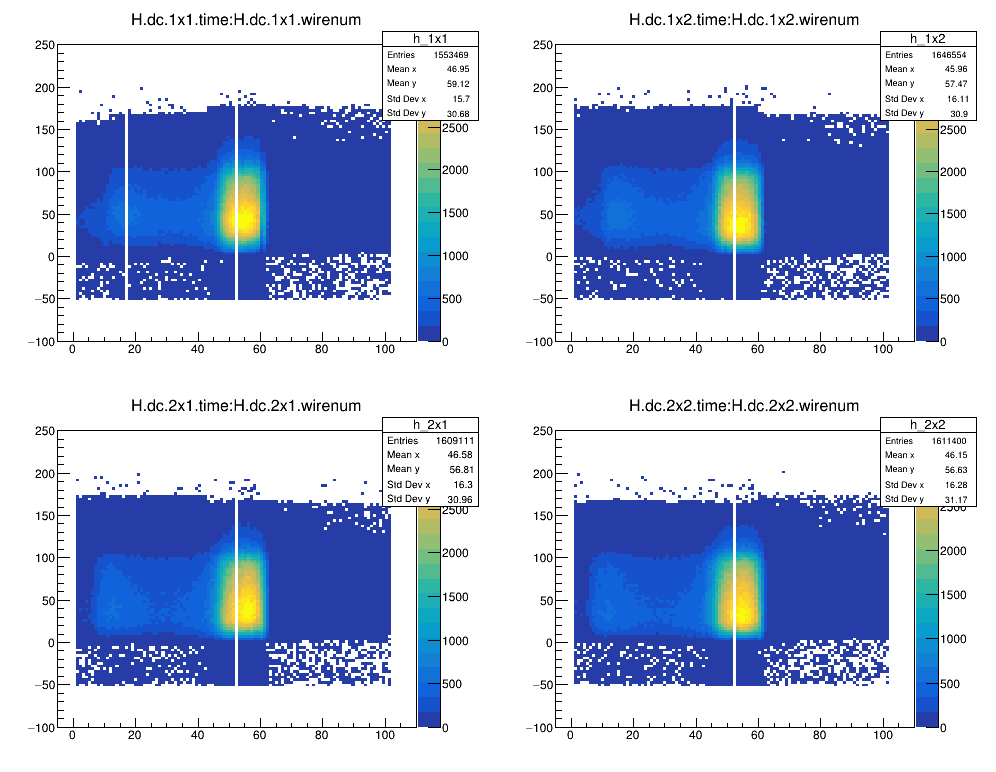 H.dc.1x1.time:H.dc.1x1.wirenum
h_1x1
Entries 1553469
Mean x 46.95
Mean y 59.12
Std Dev x 15.7
Std Dev y 30.68
250
200
150
100
50
0
−50
−100
0 20 40 60 80 100
2500
2000
1500
1000
500
0
H.dc.1x2.time:H.dc.1x2.wirenum
h_1x2
Entries 1646554
Mean x 45.96
Mean y 57.47
Std Dev x 16.11
Std Dev y 30.9
250
200
150
100
50
0
−50
−100
0 20 40 60 80 100
2500
2000
1500
1000
500
0
H.dc.2x1.time:H.dc.2x1.wirenum
h_2x1
Entries 1609111
Mean x 46.58
Mean y 56.81
Std Dev x 16.3
Std Dev y 30.96
250
200
150
100
50
0
−50
−100
0 20 40 60 80 100
2500
2000
1500
1000
500
0
H.dc.2x2.time:H.dc.2x2.wirenum
h_2x2
Entries 1611400
Mean x 46.15
Mean y 56.63
Std Dev x 16.28
Std Dev y 31.17
250
200
150
100
50
0
−50
−100
0 20 40 60 80 100
2500
2000
1500
1000
500
0